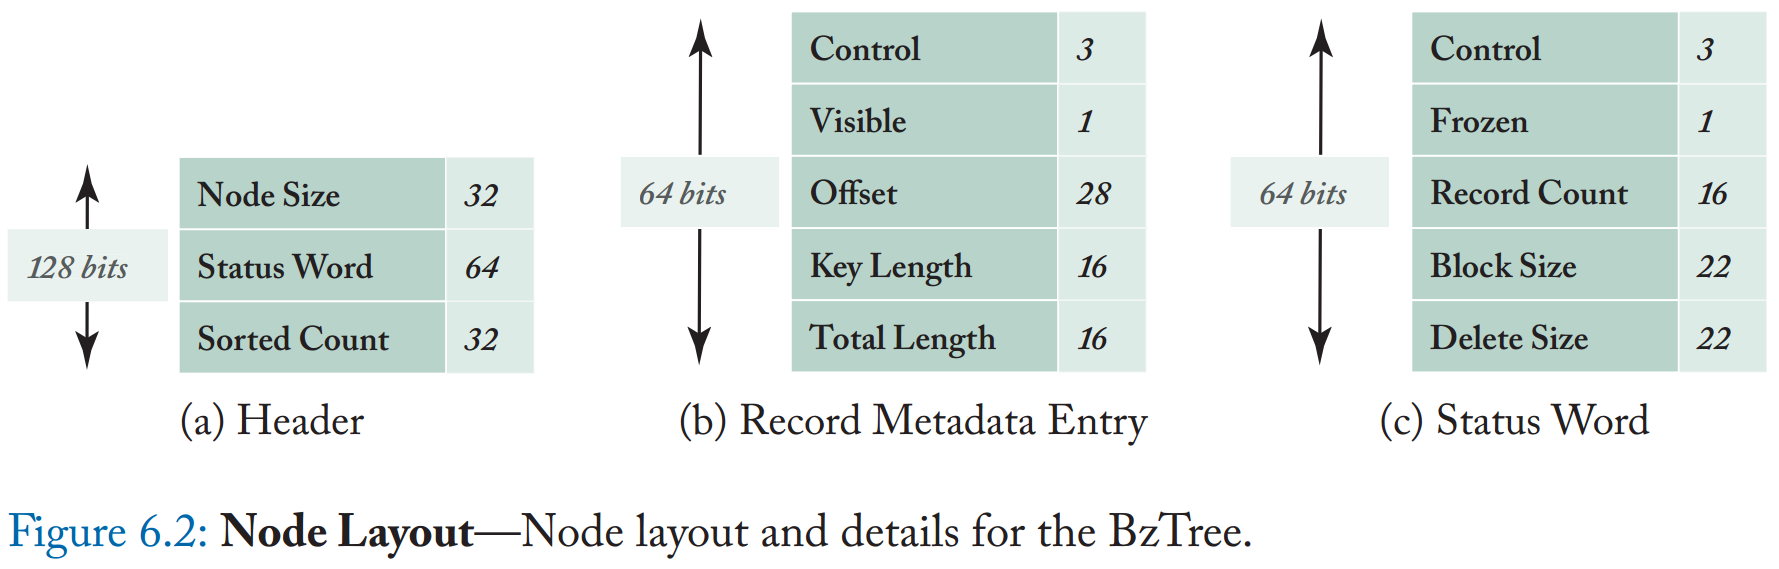 128 bits
Node Size 32
Status Word 64
Sorted Count 32
(a) Header
64 bits
Control 3
Visible 1
Offset 28
Key Length 16
Total Length 16
(b) Record Metadata Entry
64 bits
Control 3
Frozen 1
Record Count 16
Block Size 22
Delete Size 22
(c) Status Word
Figure 6.2: Node Layout—Node layout and details for the BzTree.